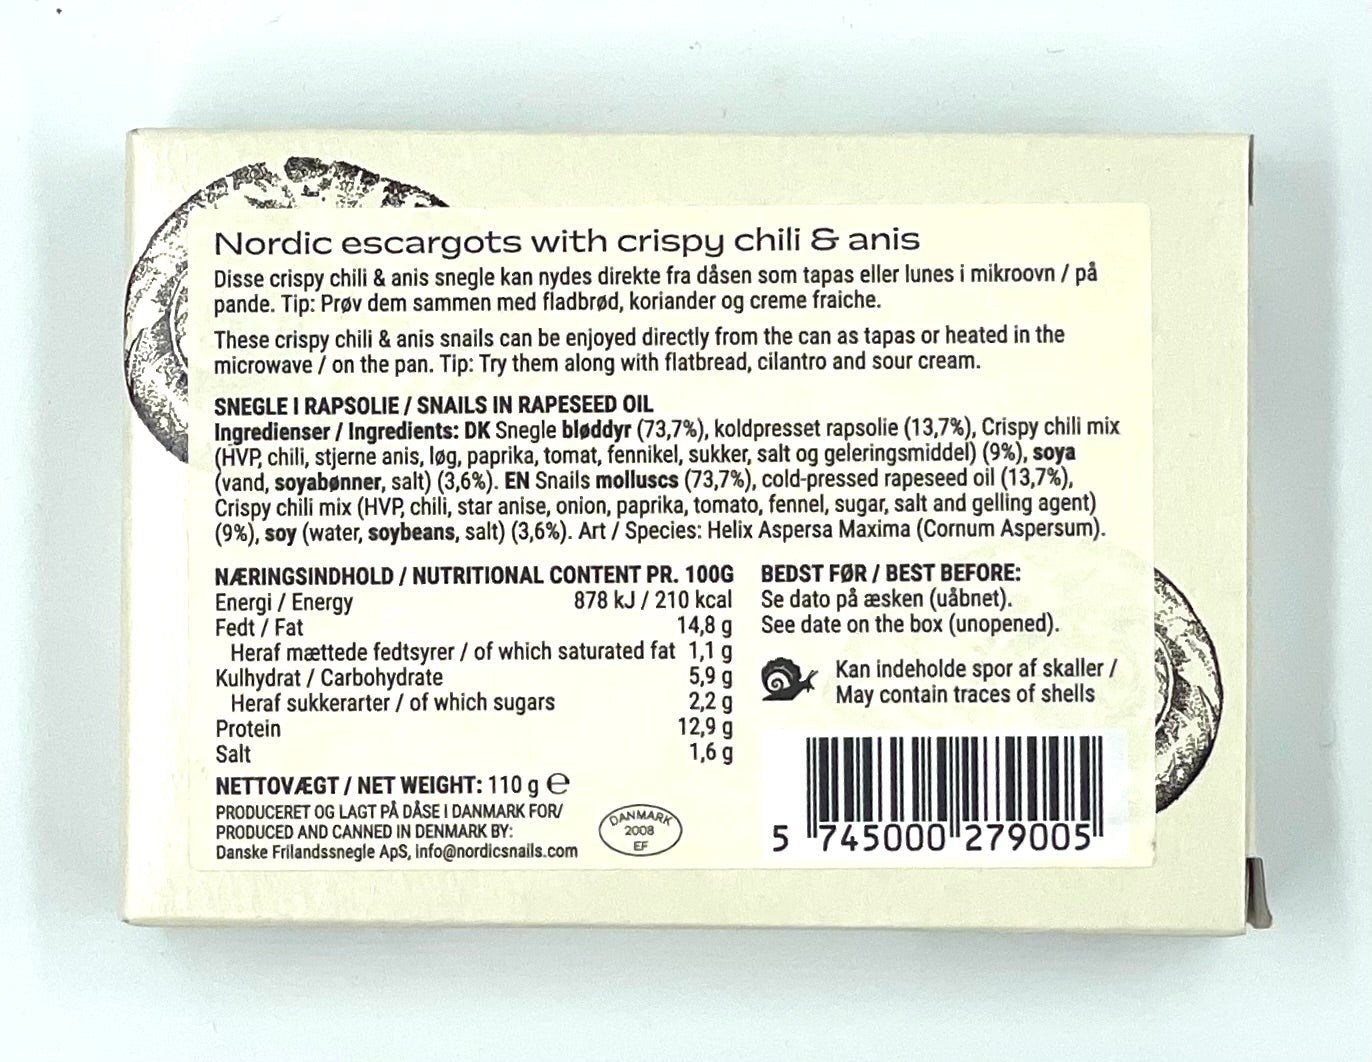 Nordic escargots with crispy chili & anis
Disse crispy chili & anis snegle kan nydes direkte fra dåsen som tapas eller lunes i mikroovn / på
pande. Tip: Prøv dem sammen med fladbrød, koriander og creme fraiche.
These crispy chili & anis snails can be enjoyed directly from the can as tapas or heated in the
microwave / on the pan. Tip: Try them along with flatbread, cilantro and sour cream.
SNEGLE I RAPSOLIE / SNAILS IN RAPESEED OIL
Ingredienser / Ingredients: DK Snegle bløddyr (73,7%), koldpresset rapsolie (13,7%), Crispy chili mix
(HVP, chili, stjerne anis, løg, paprika, tomat, fennikel, sukker, salt og geleringsmiddel) (9%), soya
(vand, soyabønner, salt) (3,6%). EN Snails molluscs (73,7%), cold-pressed rapeseed oil (13,7%),
Crispy chili mix (HVP, chili, star anise, onion, paprika, tomato, fennel, sugar, salt and gelling agent)
(9%), soy (water, soybeans, salt) (3,6%). Art / Species: Helix Aspersa Maxima (Cornum Aspersum).
NÆRINGSINDHOLD / NUTRITIONAL CONTENT PR. 100G
Energi / Energy 878 kJ / 210 kcal
Fedt / Fat 14,8 g
Heraf mættede fedtsyrer / of which saturated fat 1,1 g
Kulhydrat / Carbohydrate 5,9 g
Heraf sukkerarter / of which sugars 2,2 g
Protein 12,9 g
Salt 1,6 g
NETTOVÆGT / NET WEIGHT: 110 g ℮
PRODUCERET OG LAGT PÅ DÅSE I DANMARK FOR/
PRODUCED AND CANNED IN DENMARK BY:
Danske Frilandssnegle ApS, info@nordicsnails.com
DANMARK
2008
EF
BEDST FØR / BEST BEFORE:
Se dato på æsken (uåbnet).
See date on the box (unopened).
Kan indeholde spor af skaller /
May contain traces of shells
5 745000 279005